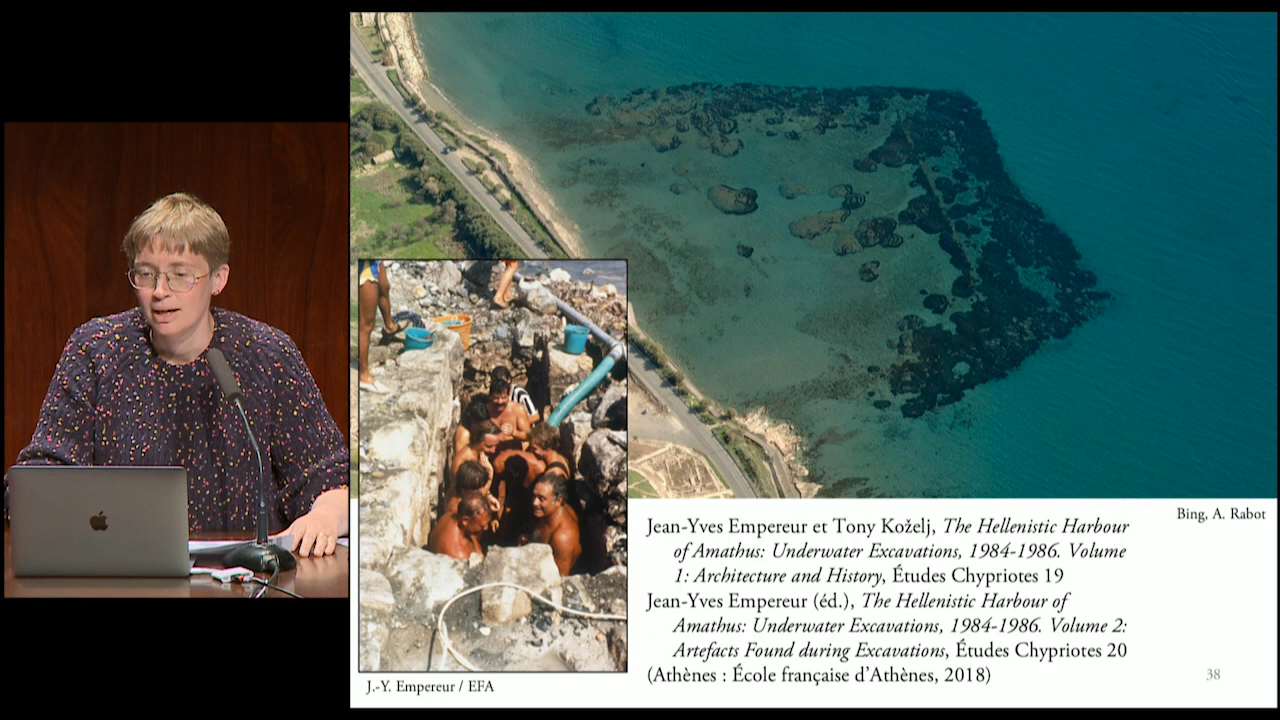 Bing, A. Rabot
Jean-Yves Empereur et Tony Koželj, The Hellenistic Harbour
of Amathus: Underwater Excavations, 1984-1986. Volume
1: Architecture and History, Études Chypriotes 19
Jean-Yves Empereur (éd.), The Hellenistic Harbour of
Amathus: Underwater Excavations, 1984-1986. Volume 2:
Artefacts Found during Excavations, Études Chypriotes 20
(Athènes : École française d’Athènes, 2018)
J.-Y. Empereur / EFA
38